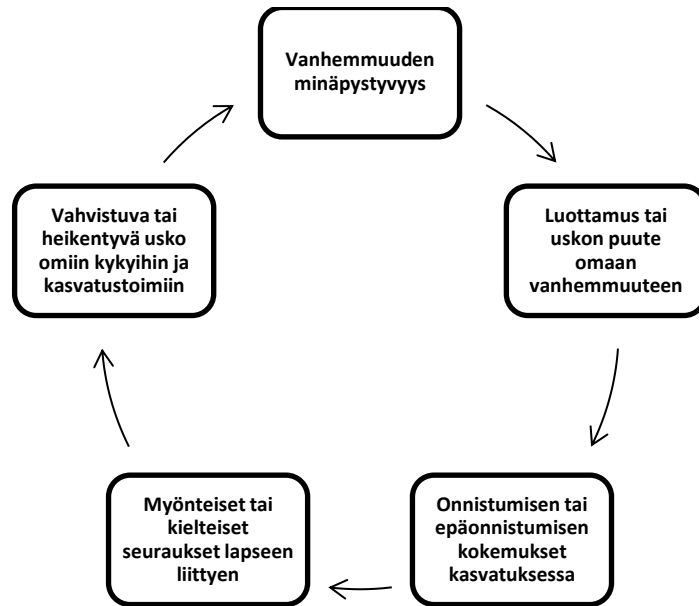 Vanhemmuuden
minäpystyvyys
Luottamus tai
uskon puute
omaan
vanhemmuuteen
Onnistumisen tai
epäonnistumisen
kokemukset
kasvatuksessa
Myönteiset tai
kielteiset
seuraukset lapseen
liittyen
Vahvistuva tai
heikentyvä usko
omiin kykyihin ja
kasvatustoimiin